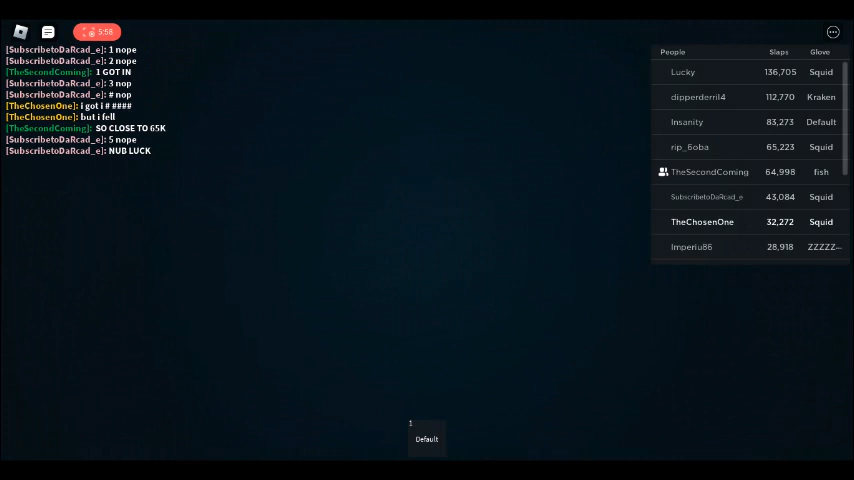 5:58
[SubscribetoDaRcad_e]: 1 nope
[SubscribetoDaRcad_e]: 2 nope
[TheSecondComing]: 1 GOT IN
[SubscribetoDaRcad_e]: 3 nop
[SubscribetoDaRcad_e]: # nop
[TheChosenOne]: i got i # ####
[TheChosenOne]: but i fell
[TheSecondComing]: SO CLOSE TO 65K
[SubscribetoDaRcad_e]: 5 nope
[SubscribetoDaRcad_e]: NUB LUCK
People Slaps Glove
Lucky 136,705 Squid
dipperderril4 112,770 Kraken
Insanity 83,273 Default
rip_6oba 65,223 Squid
TheSecondComing 64,998 fish
SubscribetoDaRcad_e 43,084 Squid
TheChosenOne 32,272 Squid
Imperiu86 28,918 ZZZZZ...
1
Default